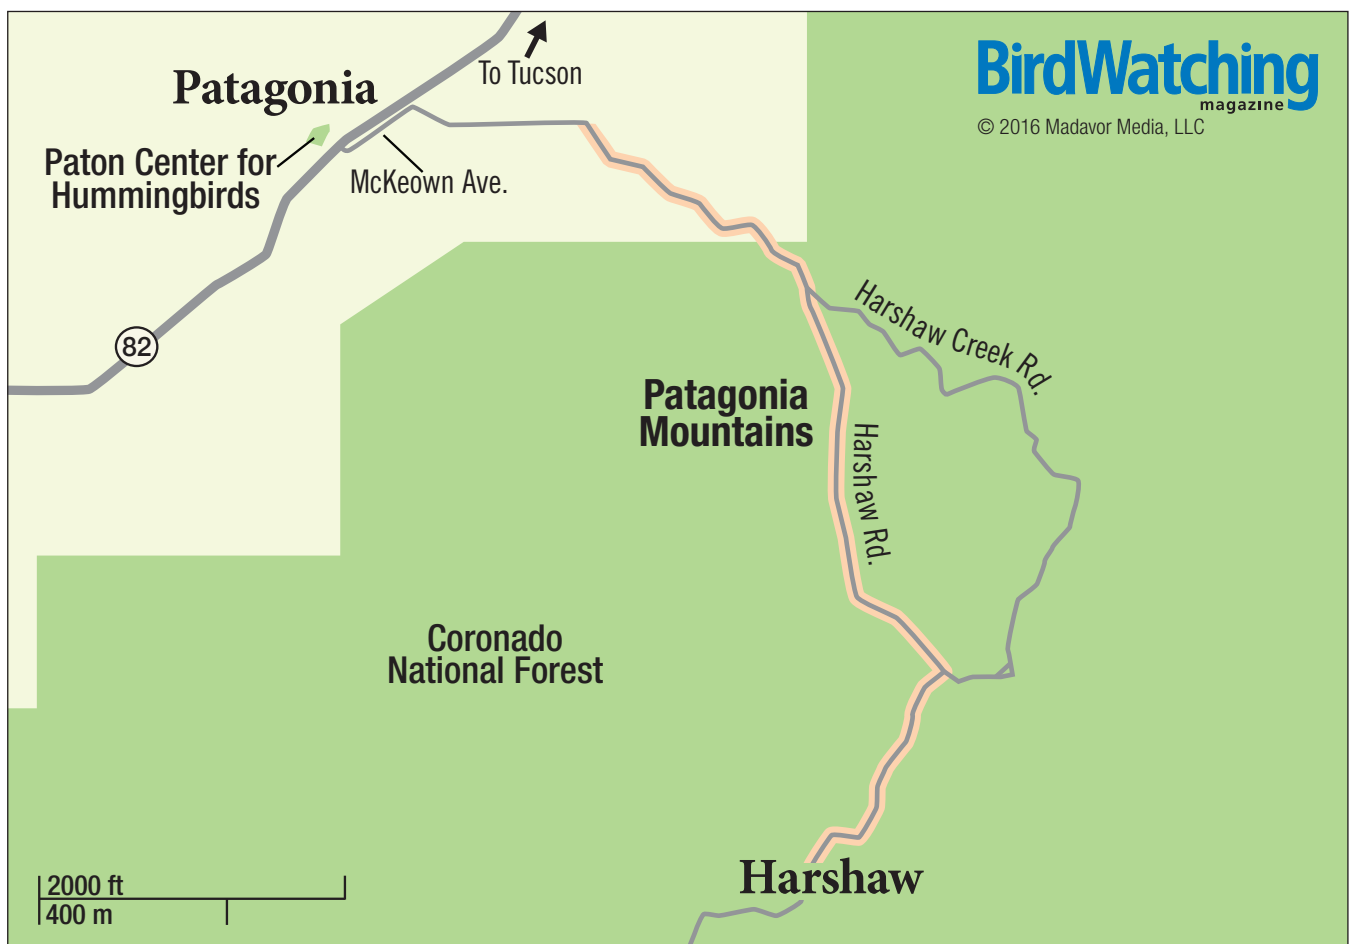 BirdWatching
magazine
© 2016 Madavor Media, LLC
To Tucson
Patagonia
Paton Center for
Hummingbirds
McKeown Ave.
82
Harshaw Creek Rd.
Patagonia
Mountains
Harshaw Rd.
Coronado
National Forest
Harshaw
2000 ft
400 m